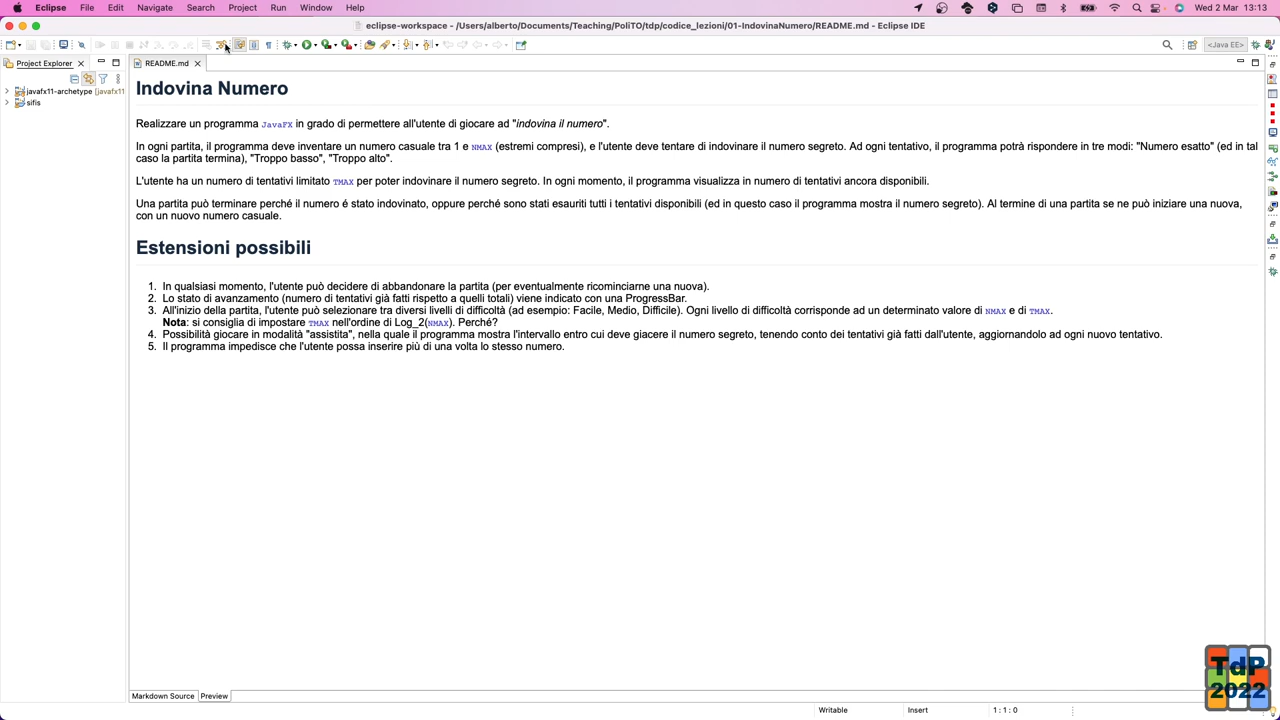 Eclipse File Edit Navigate Search Project Run Window Help Wed 2 Mar 13:13
eclipse-workspace - /Users/alberto/Documents/Teaching/PoliTO/tdp/codice_lezioni/01-IndovinaNumero/README.md - Eclipse IDE
<Java EE>
Project Explorer
README.md
javafx11-archetype [javafx11
sifis
Indovina Numero
Realizzare un programma JavaFX in grado di permettere all'utente di giocare ad "indovina il numero".
In ogni partita, il programma deve inventare un numero casuale tra 1 e NMAX (estremi compresi), e l'utente deve tentare di indovinare il numero segreto. Ad ogni tentativo, il programma potrà rispondere in tre modi: "Numero esatto" (ed in tal
caso la partita termina), "Troppo basso", "Troppo alto".
L'utente ha un numero di tentativi limitato TMAX per poter indovinare il numero segreto. In ogni momento, il programma visualizza in numero di tentativi ancora disponibili.
Una partita può terminare perché il numero é stato indovinato, oppure perché sono stati esauriti tutti i tentativi disponibili (ed in questo caso il programma mostra il numero segreto). Al termine di una partita se ne può iniziare una nuova,
con un nuovo numero casuale.
Estensioni possibili
1. In qualsiasi momento, l'utente può decidere di abbandonare la partita (per eventualmente ricominciarne una nuova).
2. Lo stato di avanzamento (numero di tentativi già fatti rispetto a quelli totali) viene indicato con una ProgressBar.
3. All'inizio della partita, l'utente può selezionare tra diversi livelli di difficoltà (ad esempio: Facile, Medio, Difficile). Ogni livello di difficoltà corrisponde ad un determinato valore di NMAX e di TMAX.
Nota: si consiglia di impostare TMAX nell'ordine di Log_2(NMAX). Perché?
4. Possibilità giocare in modalità "assistita", nella quale il programma mostra l'intervallo entro cui deve giacere il numero segreto, tenendo conto dei tentativi già fatti dall'utente, aggiornandolo ad ogni nuovo tentativo.
5. Il programma impedisce che l'utente possa inserire più di una volta lo stesso numero.
TdP
2022
Markdown Source Preview
Writable Insert 1 : 1 : 0